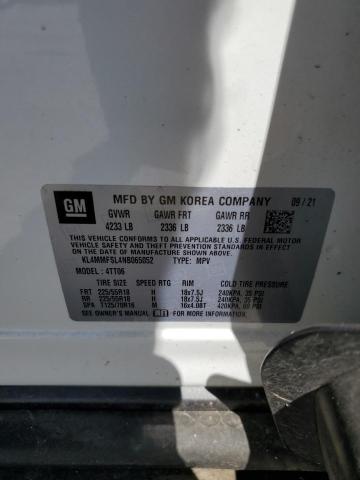 GM
MFD BY GM KOREA COMPANY 09/21
GVWR GAWR FRT GAWR RR
4233 LB 2336 LB 2336 LB
THIS VEHICLE CONFORMS TO ALL APPLICABLE U.S. FEDERAL MOTOR
VEHICLE SAFETY AND THEFT PREVENTION STANDARDS IN EFFECT
ON THE DATE OF MANUFACTURE SHOWN ABOVE.
KL4MMFSL4NB065052 TYPE: MPV
MODEL: 4TT06
TIRE SIZE RIM COLD TIRE PRESSURE
FRT 225/55R18 H 18x7.5J 240KPA, 35 PSI
RR 225/55R18 H 18x7.5J 240KPA, 35 PSI
SPA T125/70R16 M 16x4.0BT 420KPA, 60 PSI
SEE OWNER'S MANUAL FOR MORE INFORMATION